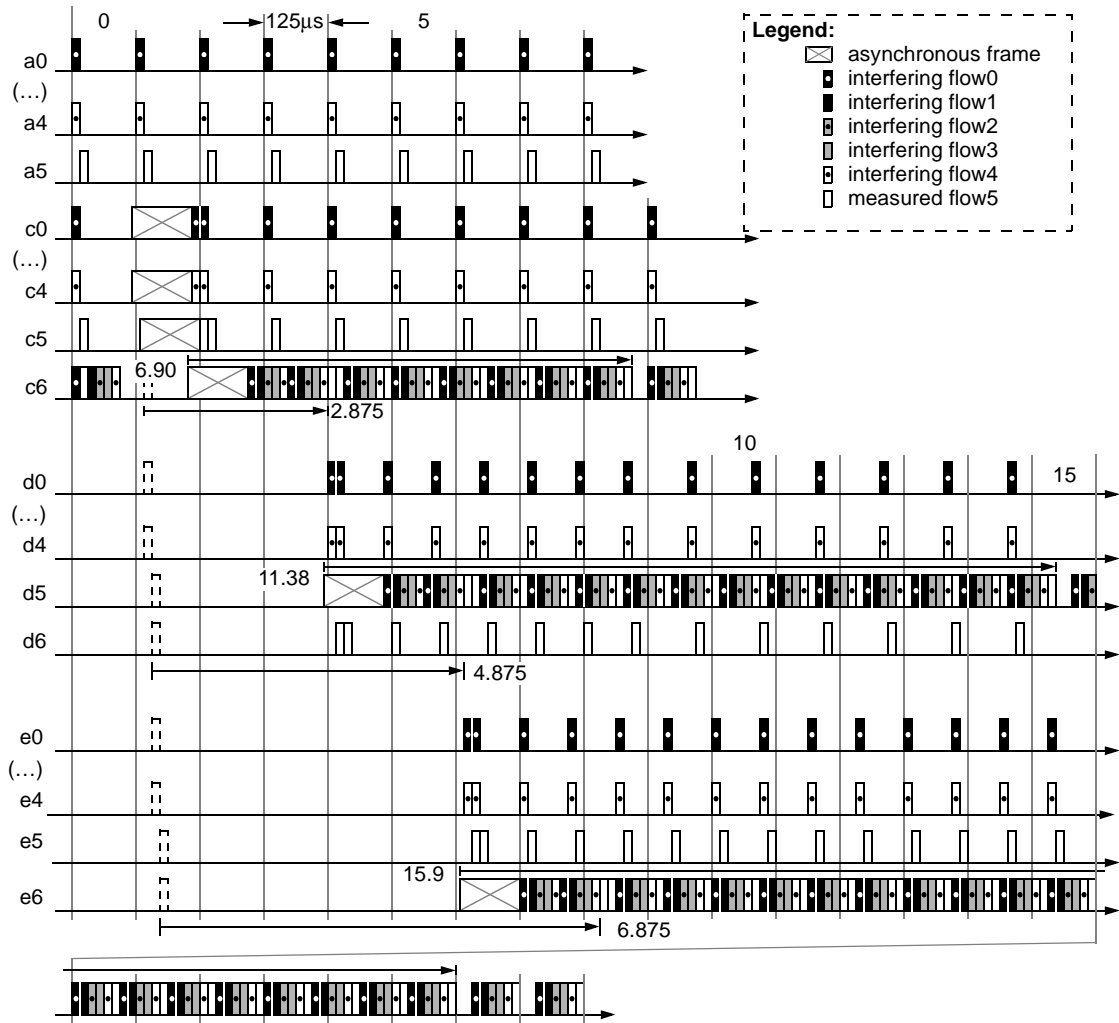 0 125μs 5
a0
(...)
a4
a5
c0
(...)
c4
c5
c6
6.90
2.875
Legend:
asynchronous frame
interfering flow0
interfering flow1
interfering flow2
interfering flow3
interfering flow4
measured flow5
10
15
d0
(...)
d4
d5
11.38
d6
4.875
e0
(...)
e4
e5
15.9
e6
6.875